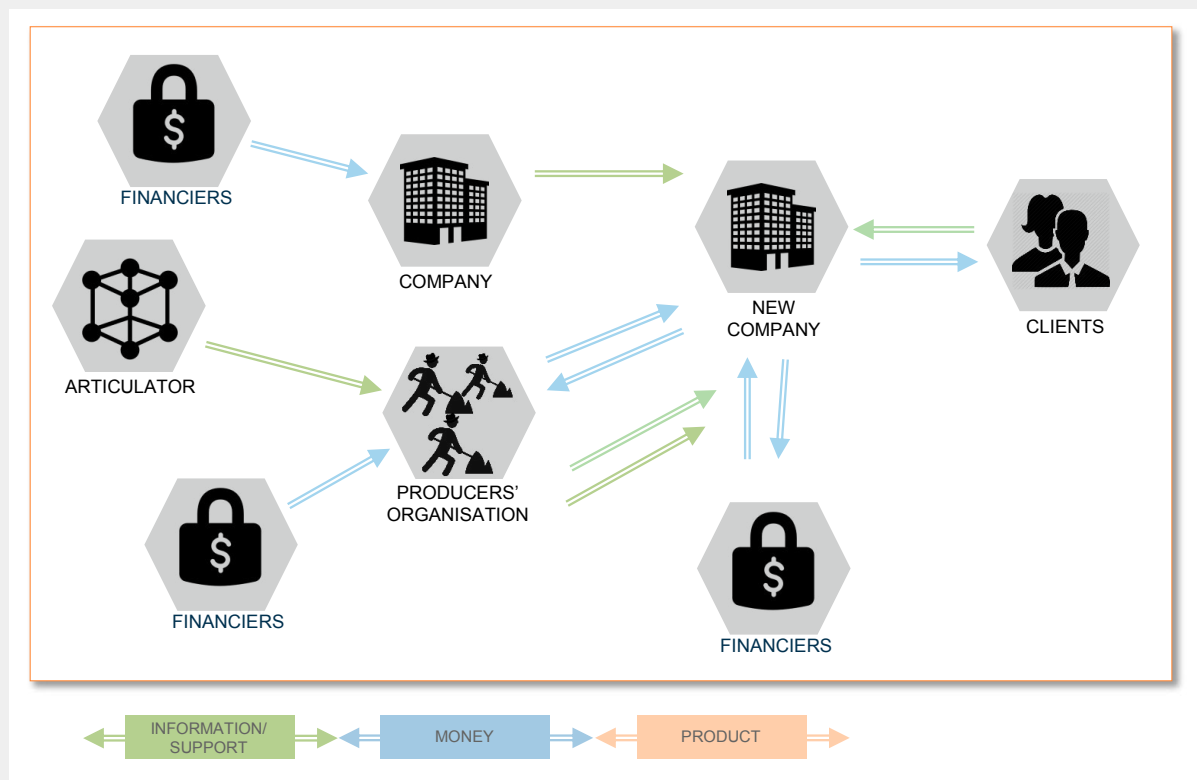 $
FINANCIERS
COMPANY
ARTICULATOR
NEW
COMPANY
CLIENTS
PRODUCERS’
ORGANISATION
$
FINANCIERS
$
FINANCIERS
INFORMATION/
SUPPORT
MONEY
PRODUCT